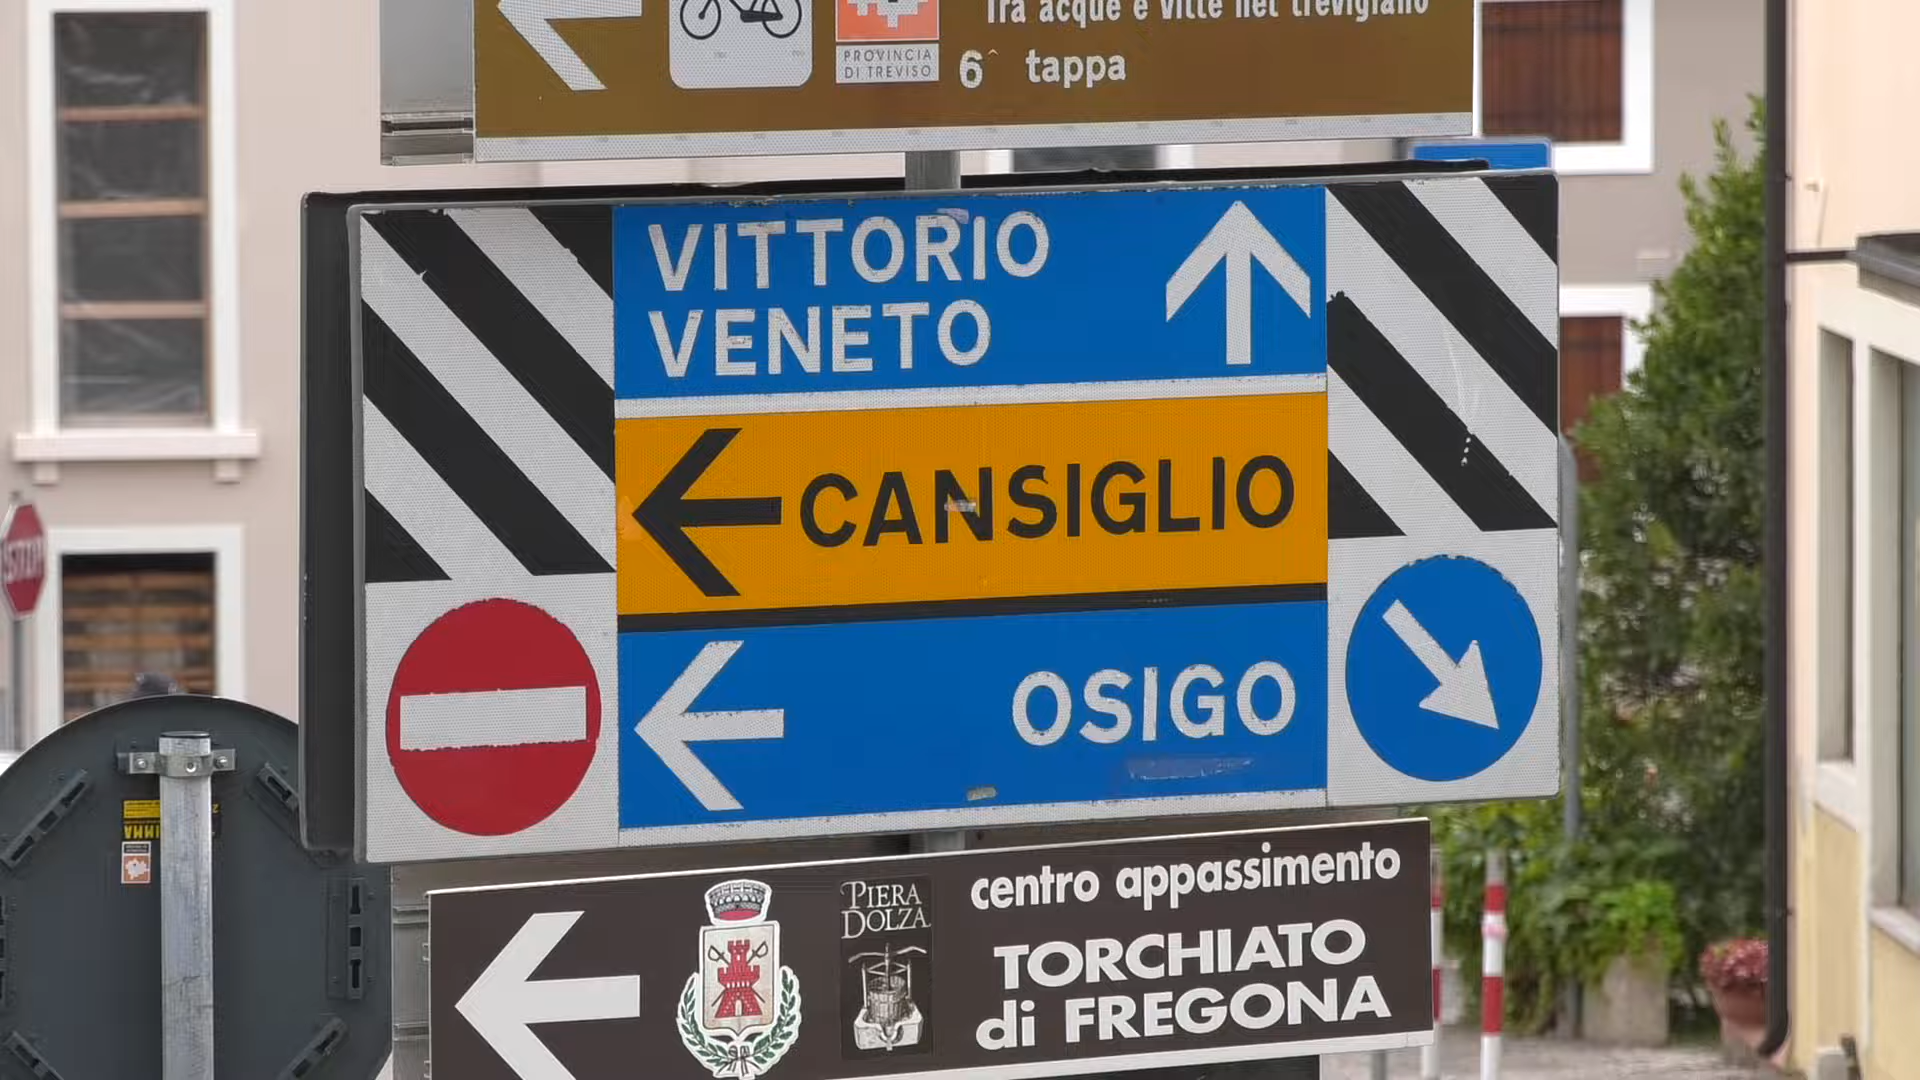 Tra acque e ville nel trevigiano
PROVINCIA
DI TREVISO
6^ tappa
VITTORIO
VENETO
CANSIGLIO
OSIGO
STOP
PIERA
DOLZA
centro appassimento
TORCHIATO
di FREGONA